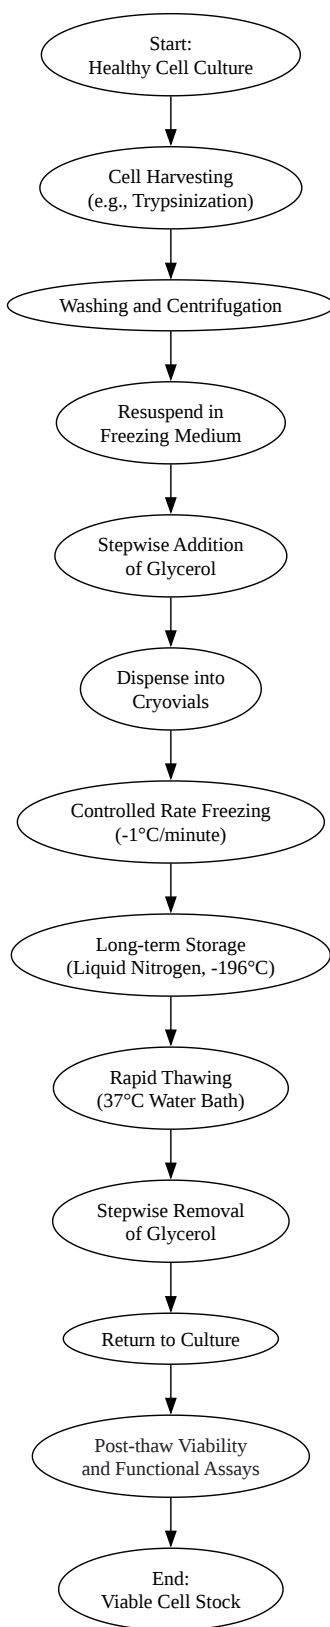 Start:
Healthy Cell Culture
Cell Harvesting
(e.g., Trypsinization)
Washing and Centrifugation
Resuspend in
Freezing Medium
Stepwise Addition
of Glycerol
Dispense into
Cryovials
Controlled Rate Freezing
(-1°C/minute)
Long-term Storage
(Liquid Nitrogen, -196°C)
Rapid Thawing
(37°C Water Bath)
Stepwise Removal
of Glycerol
Return to Culture
Post-thaw Viability
and Functional Assays
End:
Viable Cell Stock